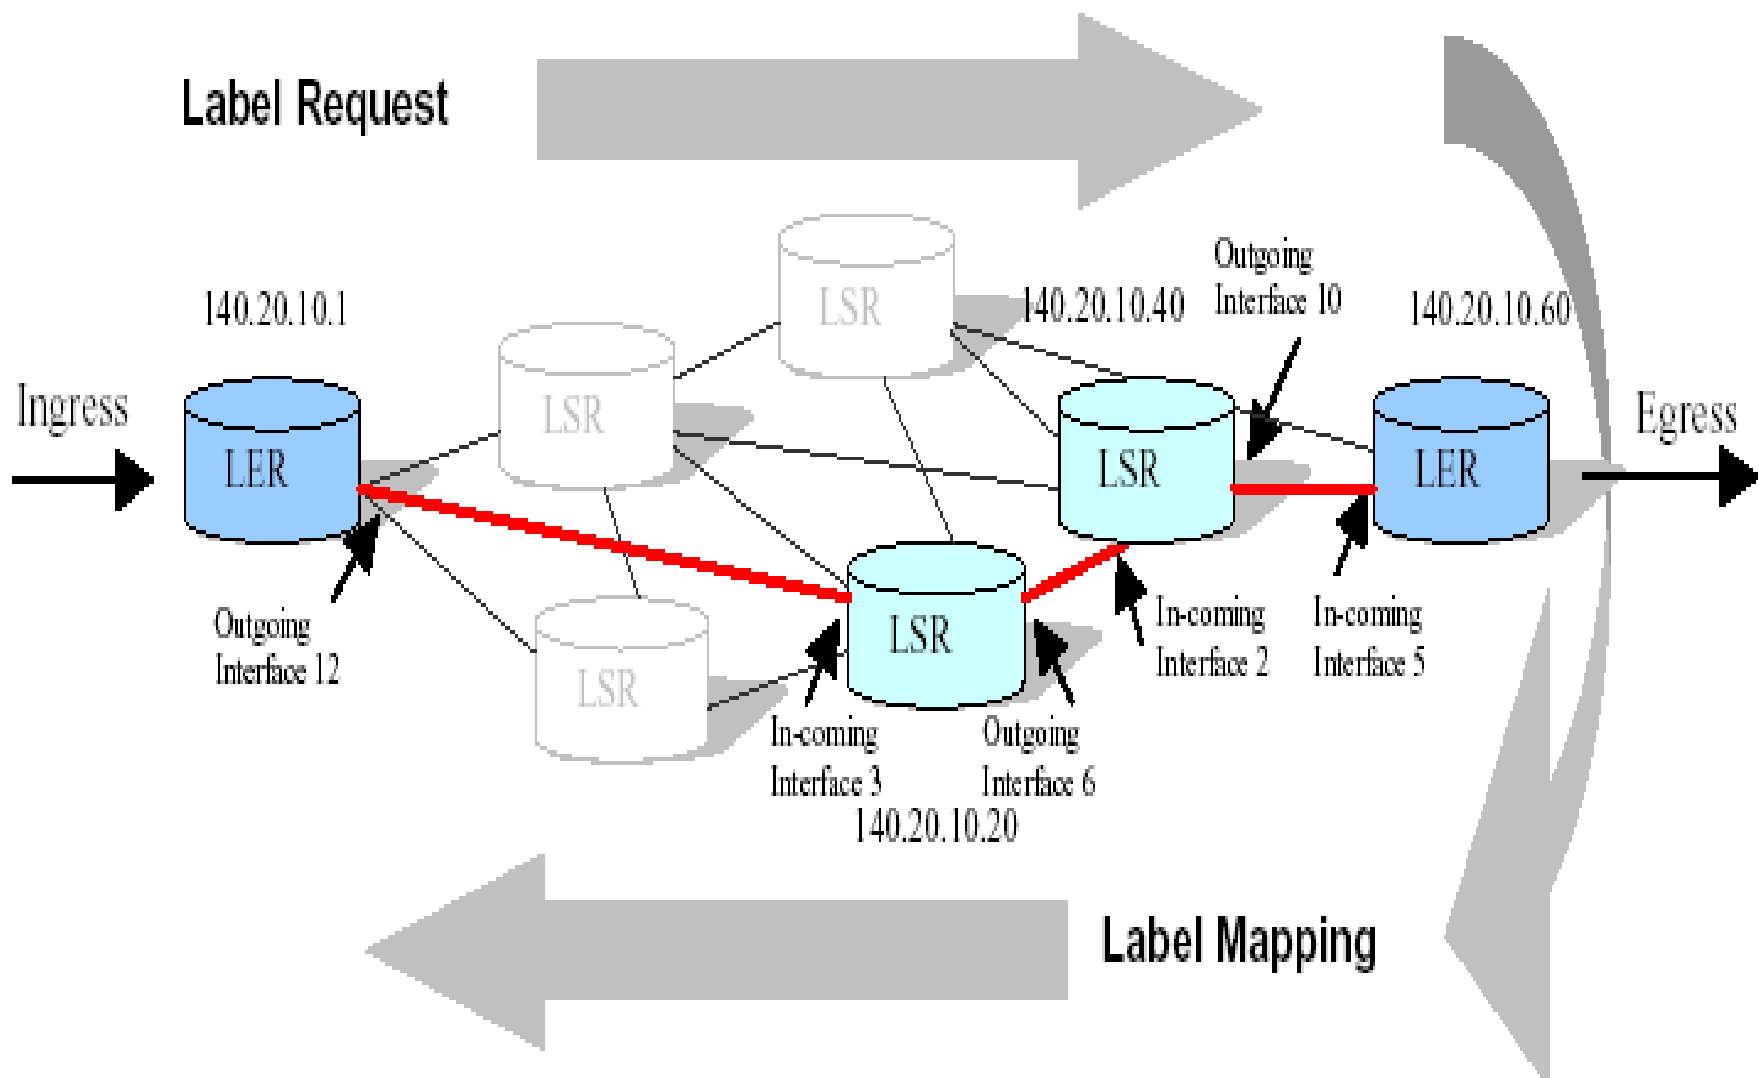 Label Request
Outgoing
Interface 10
LSR
140.20.10.1
140.20.10.40
140.20.10.60
Ingress
LSR
Egress
LER
LSR
LER
Outgoing
Interface 12
LSR
LSR
In-coming
Interface 2
In-coming
Interface 5
In-coming
Interface 3
Outgoing
Interface 6
140.20.10.20
Label Mapping